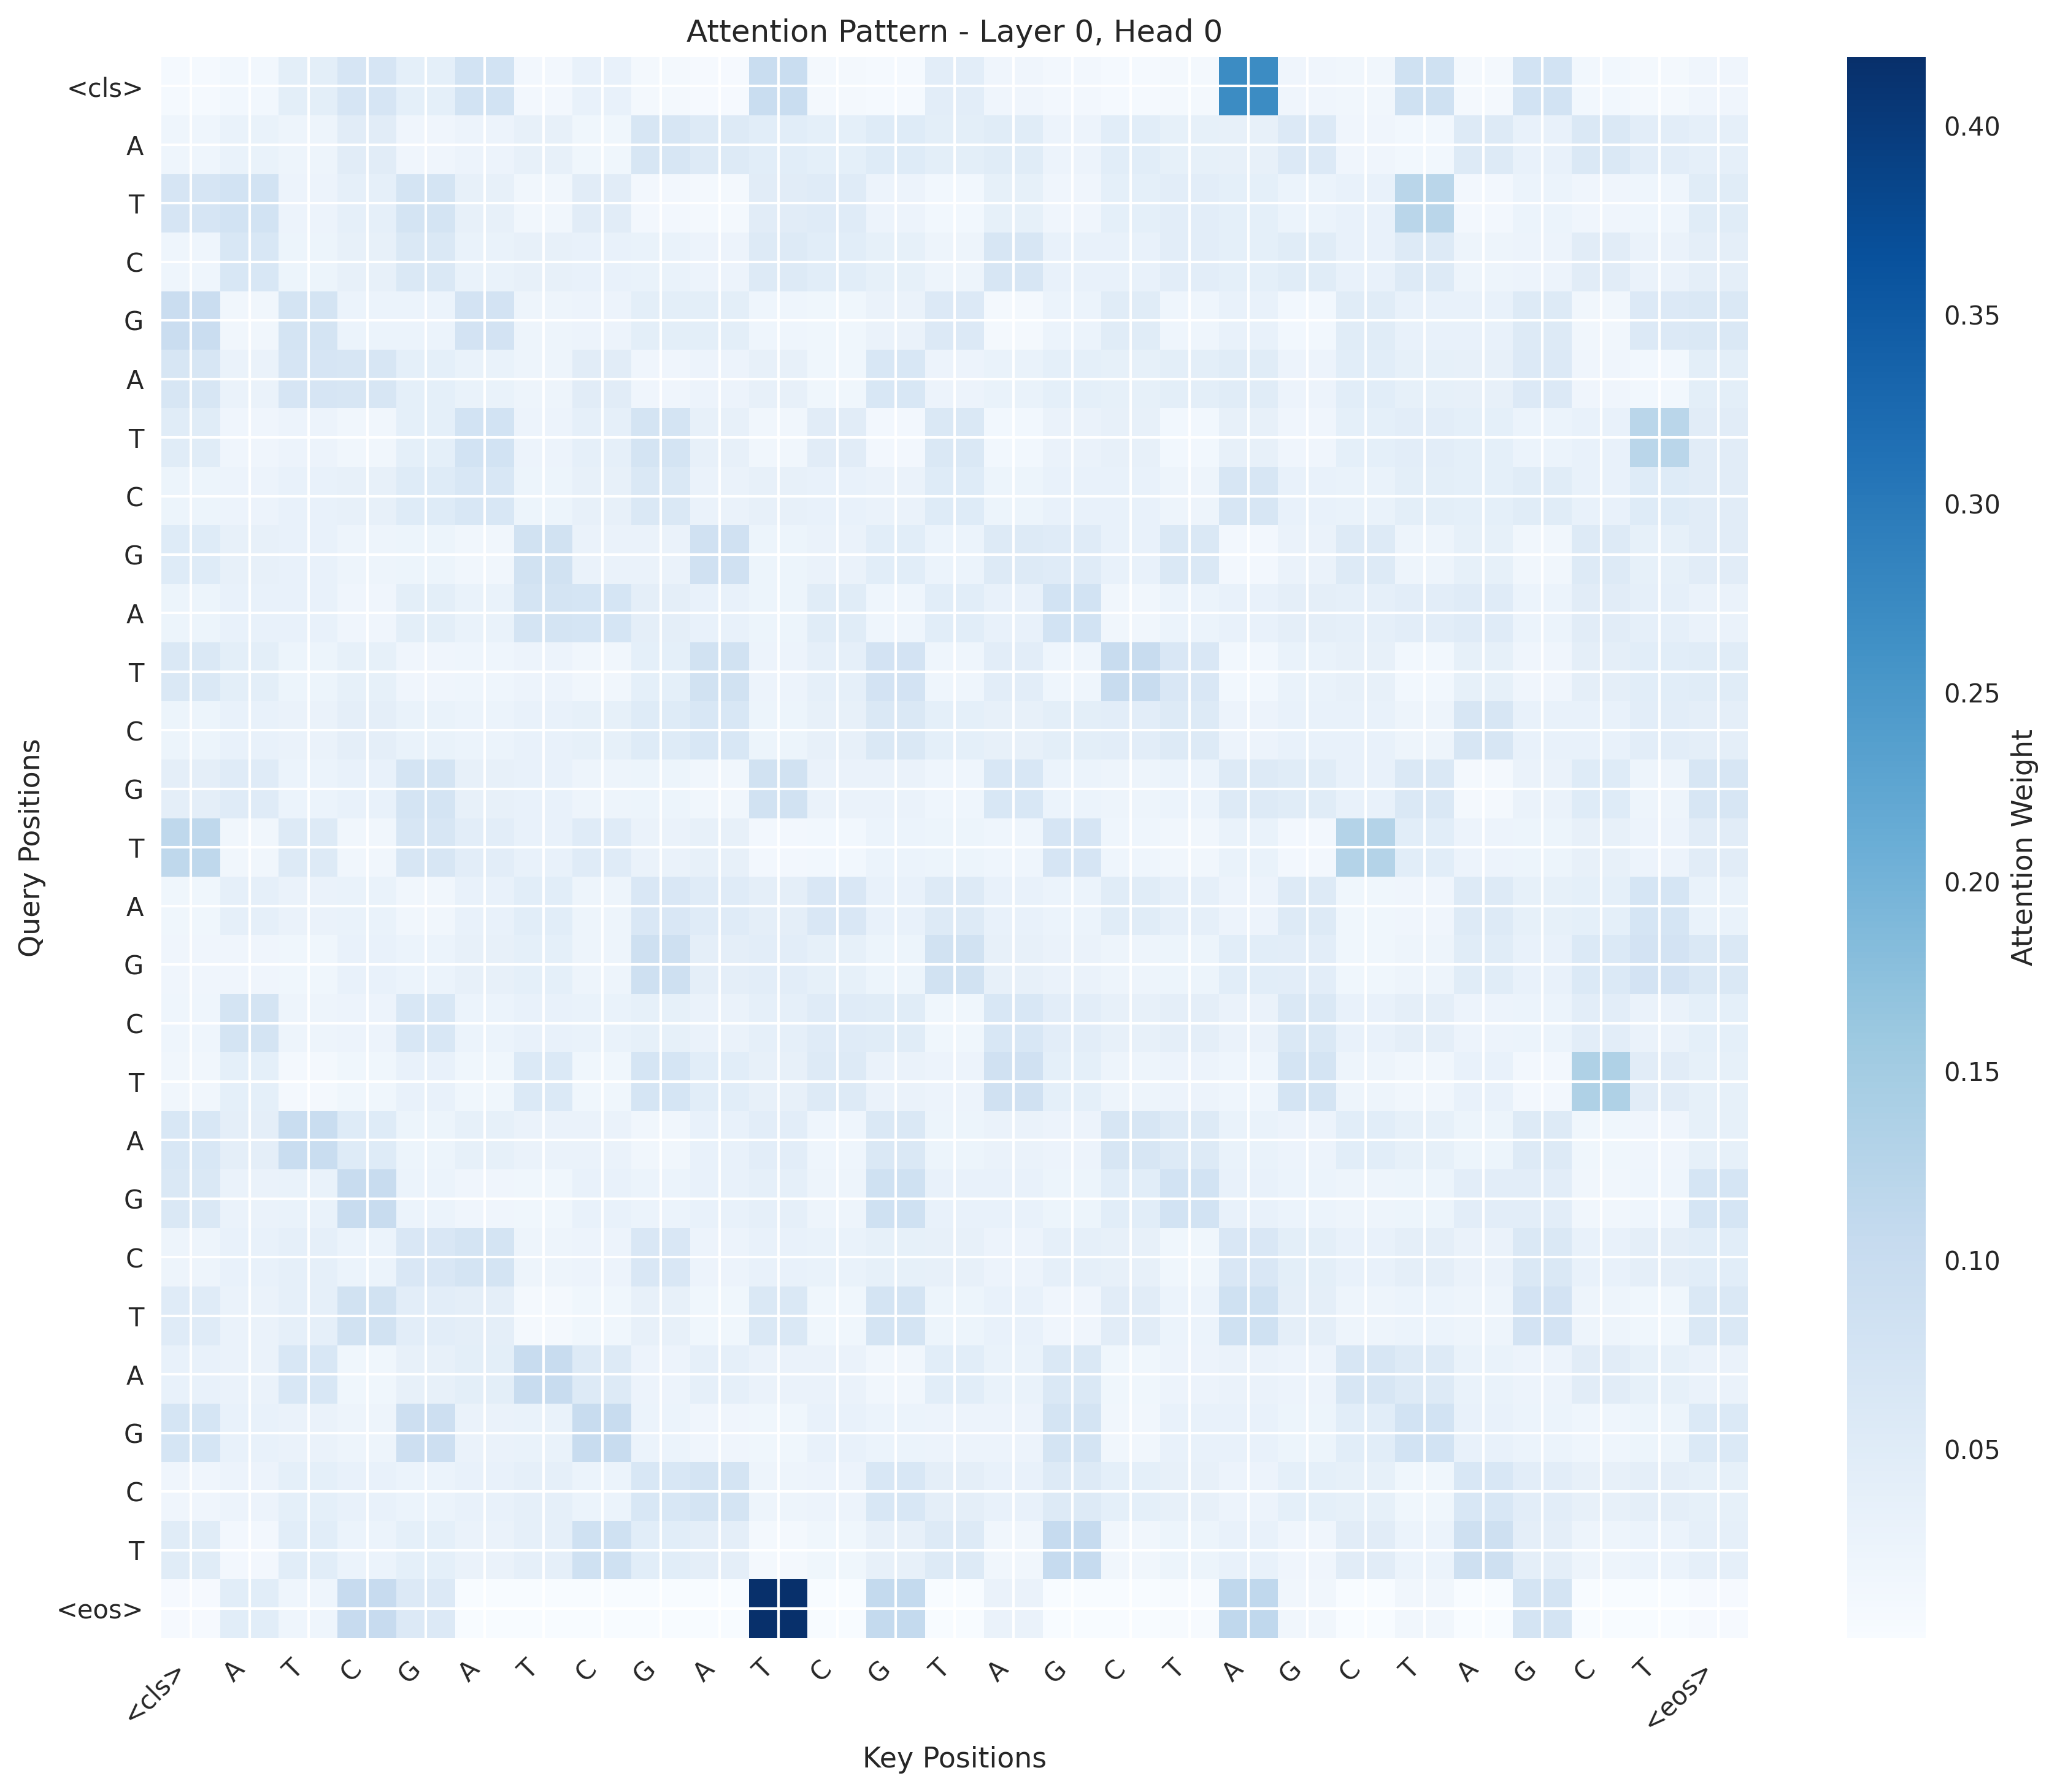 Attention Pattern - Layer 0, Head 0
<cls>
A
T
C
G
A
T
C
G
A
T
C
G
T
A
G
C
T
A
G
C
T
A
G
C
T
<eos>
Query Positions
<cls> A T C G A T C G A T C G T A G C T A G C T A G C T <eos>
Key Positions
0.40
0.35
0.30
0.25
0.20
0.15
0.10
0.05
Attention Weight